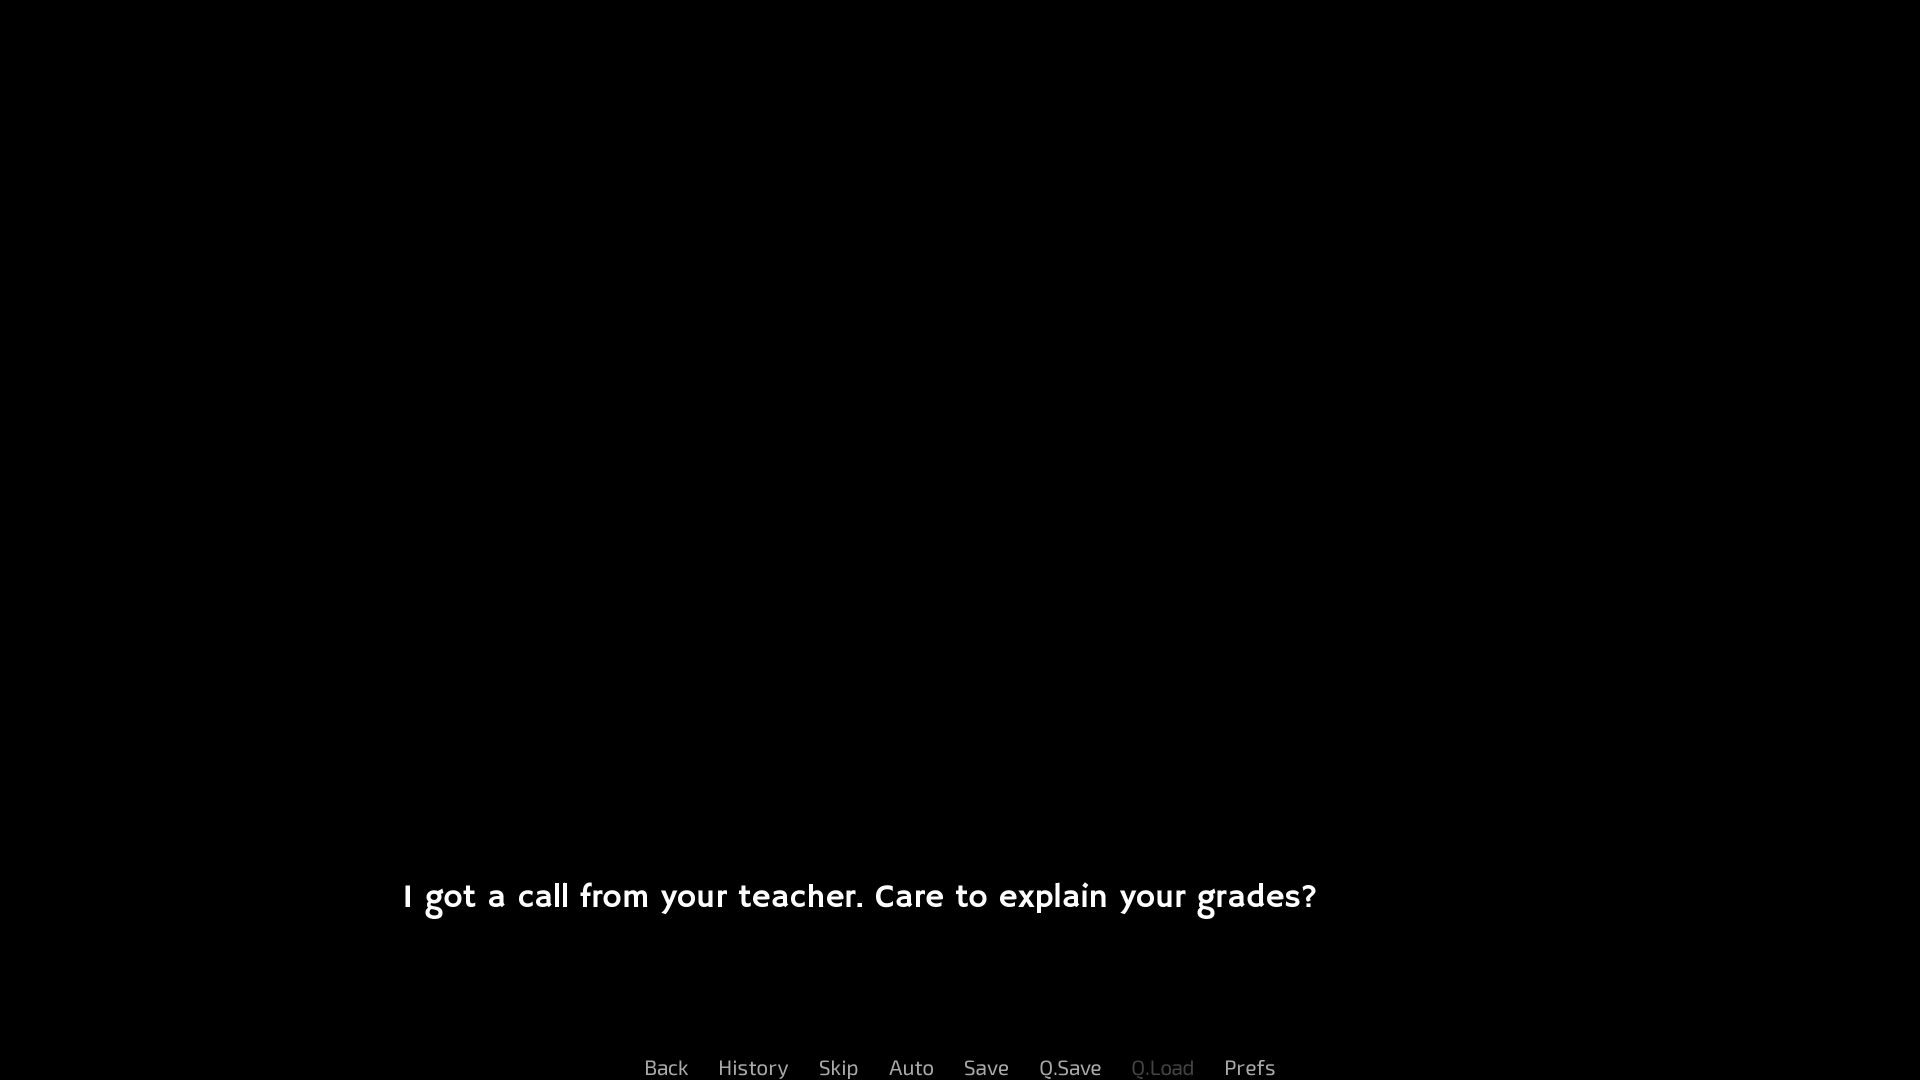 I got a call from your teacher. Care to explain your grades?
Back History Skip Auto Save Q.Save Q.Load Prefs